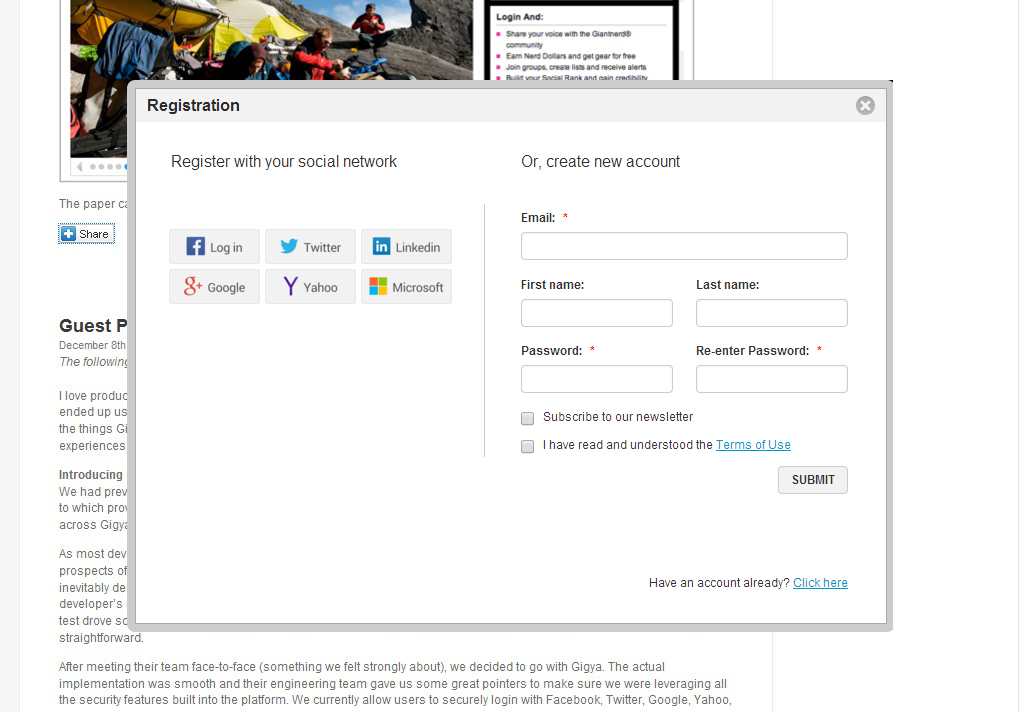 Login And:
Share your voice with the Giantnerd®
community
Earn Nerd Dollars and get gear for free
Join groups, create lists and receive alerts
Build your Social Rank and gain credibility
Registration
Register with your social network
Log in
Twitter
Linkedin
Google
Yahoo
Microsoft
Or, create new account
Email: *
First name:
Last name:
Password: *
Re-enter Password: *
Subscribe to our newsletter
I have read and understood the Terms of Use
SUBMIT
Have an account already? Click here
The paper ca
Share
Guest P
December 8th
The following
I love produc
ended up us
the things Gi
experiences
Introducing
We had prev
to which prov
across Gigya
As most dev
prospects of
inevitably de
developer's
test drove so
straightforward.
After meeting their team face-to-face (something we felt strongly about), we decided to go with Gigya. The actual
implementation was smooth and their engineering team gave us some great pointers to make sure we were leveraging all
the security features built into the platform. We currently allow users to securely login with Facebook, Twitter, Google, Yahoo,